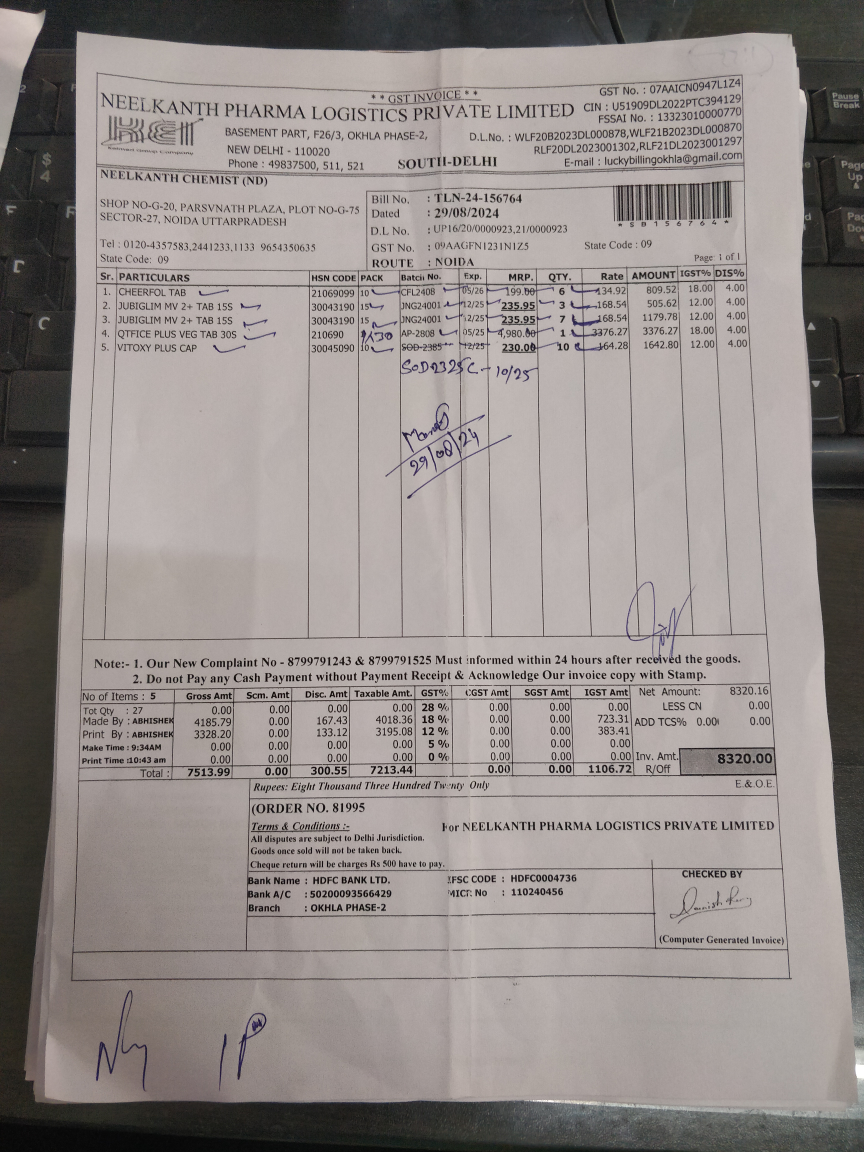 * * GST INVOICE * *
NEELKANTH PHARMA LOGISTICS PRIVATE LIMITED
BASEMENT PART, F26/3, OKHLA PHASE-2,
NEW DELHI - 110020
Phone : 49837500, 511, 521
SOUTH-DELHI
GST No. : 07AAICN0947L1Z4
CIN : U51909DL2022PTC394129
FSSAI No. : 13323010000770
D.L.No. : WLF20B2023DL000878,WLF21B2023DL000870
RLF20DL2023001302,RLF21DL2023001297
E-mail : luckybillingokhla@gmail.com
NEELKANTH CHEMIST (ND)
SHOP NO-G-20, PARSVNATH PLAZA, PLOT NO-G-75
SECTOR-27, NOIDA UTTARPRADESH
Tel : 0120-4357583,2441233,1133 9654350635
State Code: 09
Bill No. : TLN-24-156764
Dated : 29/08/2024
D.L No. : UP16/20/0000923,21/0000923
GST No. : 09AAGFN1231N1Z5 State Code : 09
ROUTE : NOIDA
Page: 1 of 1
Sr. PARTICULARS HSN CODE PACK Batch No. Exp. MRP. QTY. Rate AMOUNT IGST% DIS%
1. CHEERFOL TAB 21069099 10 CFL2408 05/26 199.00 6 134.92 809.52 18.00 4.00
2. JUBIGLIM MV 2+ TAB 15S 30043190 15 JNG24001 12/25 235.95 3 168.54 505.62 12.00 4.00
3. JUBIGLIM MV 2+ TAB 15S 30043190 15 JNG24001 12/25 235.95 7 168.54 1179.78 12.00 4.00
4. QTFICE PLUS VEG TAB 30S 210690 1x30 AP-2808 05/25 4,980.00 1 3376.27 3376.27 18.00 4.00
5. VITOXY PLUS CAP 30045090 10 SOD-2385 12/25 230.00 10 164.28 1642.80 12.00 4.00
SOD2325C - 10/25
29/08/24
Note:- 1. Our New Complaint No - 8799791243 & 8799791525 Must informed within 24 hours after received the goods.
2. Do not Pay any Cash Payment without Payment Receipt & Acknowledge Our invoice copy with Stamp.
No of Items : 5 Gross Amt Scm. Amt Disc. Amt Taxable Amt. GST% CGST Amt SGST Amt IGST Amt Net Amount: 8320.16
Tot Qty : 27 0.00 0.00 0.00 0.00 28 % 0.00 0.00 0.00 LESS CN 0.00
Made By : ABHISHEK 4185.79 0.00 167.43 4018.36 18 % 0.00 0.00 723.31 ADD TCS% 0.00 0.00
Print By : ABHISHEK 3328.20 0.00 133.12 3195.08 12 % 0.00 0.00 383.41
Make Time : 9:34AM 0.00 0.00 0.00 0.00 5 % 0.00 0.00 0.00
Print Time :10:43 am 0.00 0.00 0.00 0.00 0 % 0.00 0.00 0.00 Inv. Amt. 8320.00
Total : 7513.99 0.00 300.55 7213.44 0.00 0.00 1106.72 R/Off
Rupees: Eight Thousand Three Hundred Twenty Only E.&.O.E.
(ORDER NO. 81995
Terms & Conditions :-
All disputes are subject to Delhi Jurisdiction.
Goods once sold will not be taken back.
Cheque return will be charges Rs 500 have to pay.
For NEELKANTH PHARMA LOGISTICS PRIVATE LIMITED
Bank Name : HDFC BANK LTD. IFSC CODE : HDFC0004736
Bank A/C : 50200093566429 MICR No : 110240456
Branch : OKHLA PHASE-2
CHECKED BY
(Computer Generated Invoice)